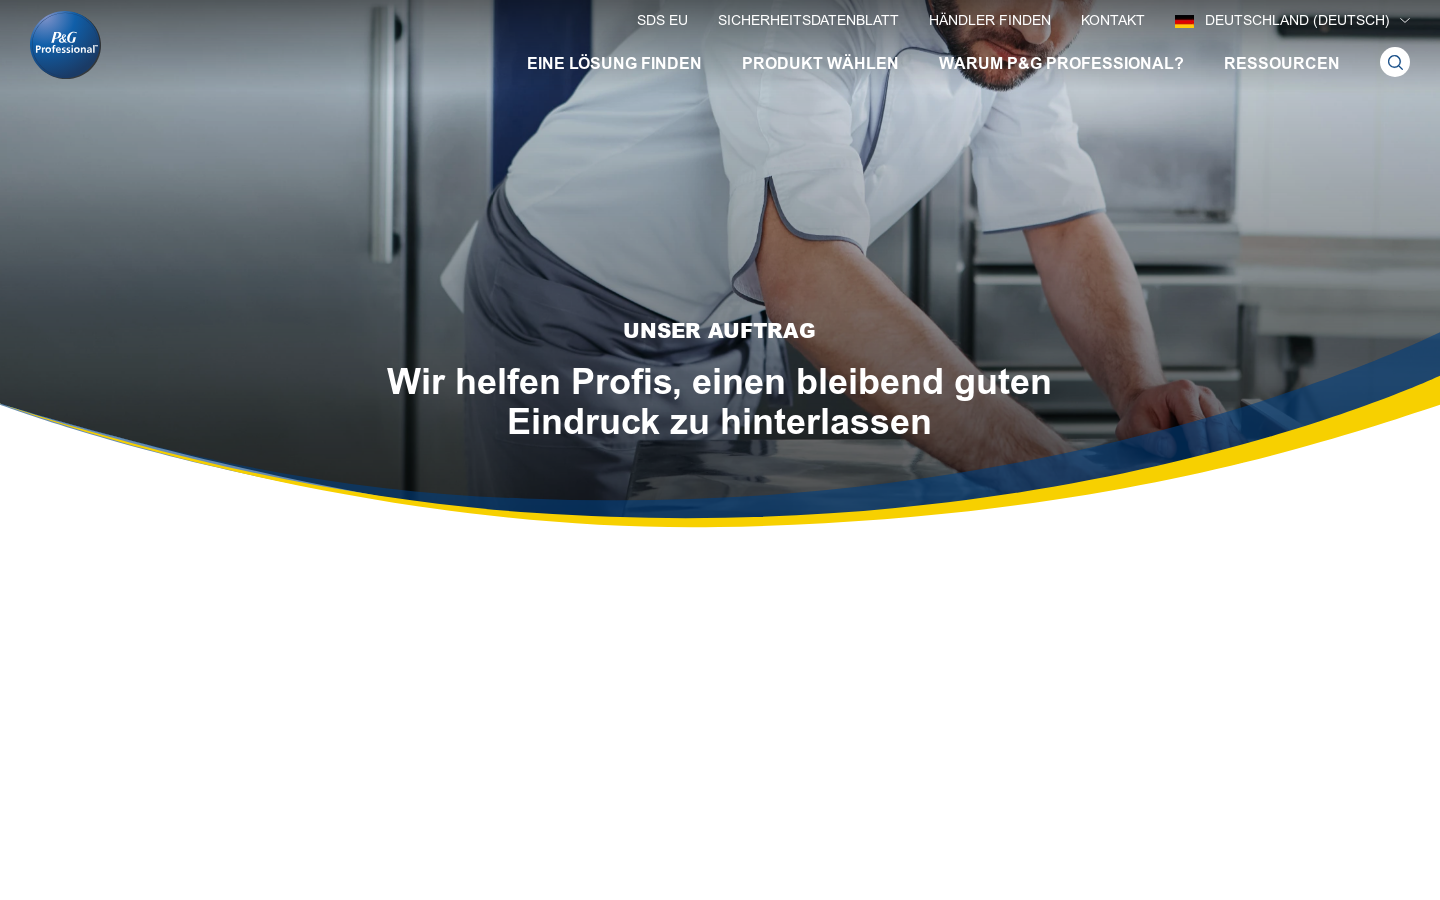 SDS EU
SICHERHEITSDATENBLATT
HÄNDLER FINDEN
KONTAKT
DEUTSCHLAND (DEUTSCH)
P&G
Professional™
EINE LÖSUNG FINDEN
PRODUKT WÄHLEN
WARUM P&G PROFESSIONAL?
RESSOURCEN
UNSER AUFTRAG
Wir helfen Profis, einen bleibend guten
Eindruck zu hinterlassen